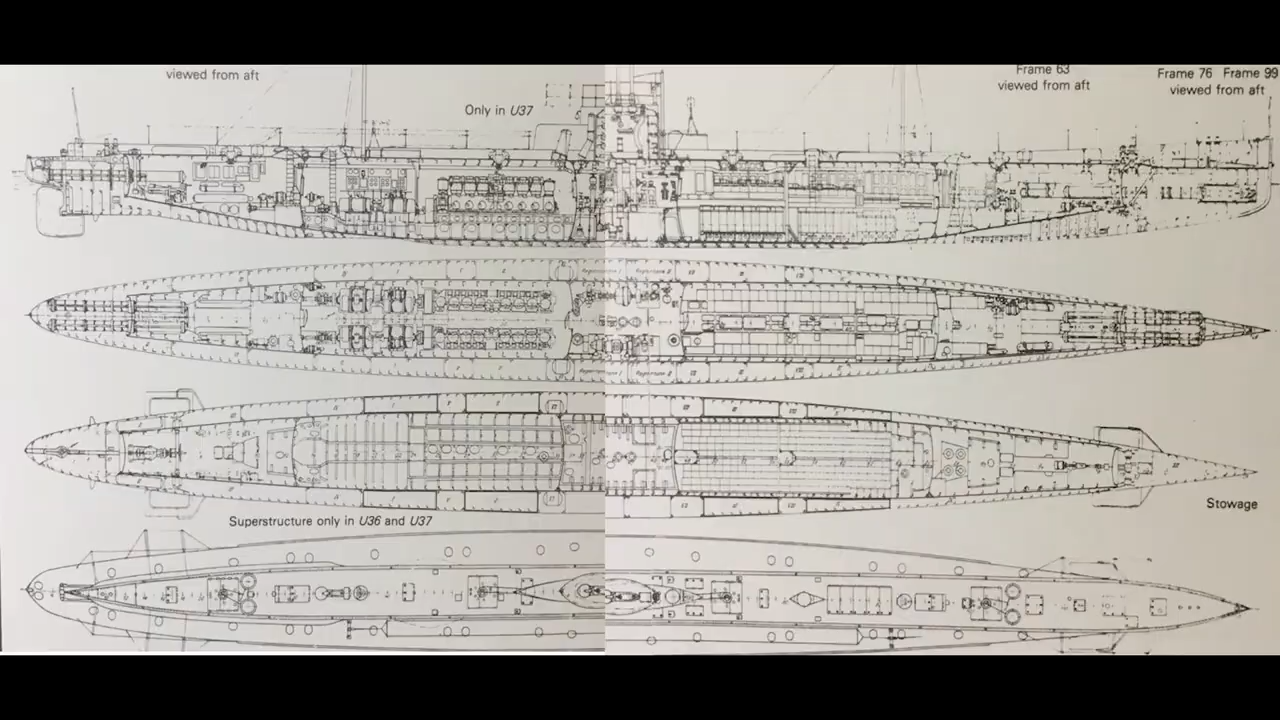 viewed from aft
Only in U37
Frame 63
viewed from aft
Frame 76 Frame 99
viewed from aft
Stowage
Superstructure only in U36 and U37